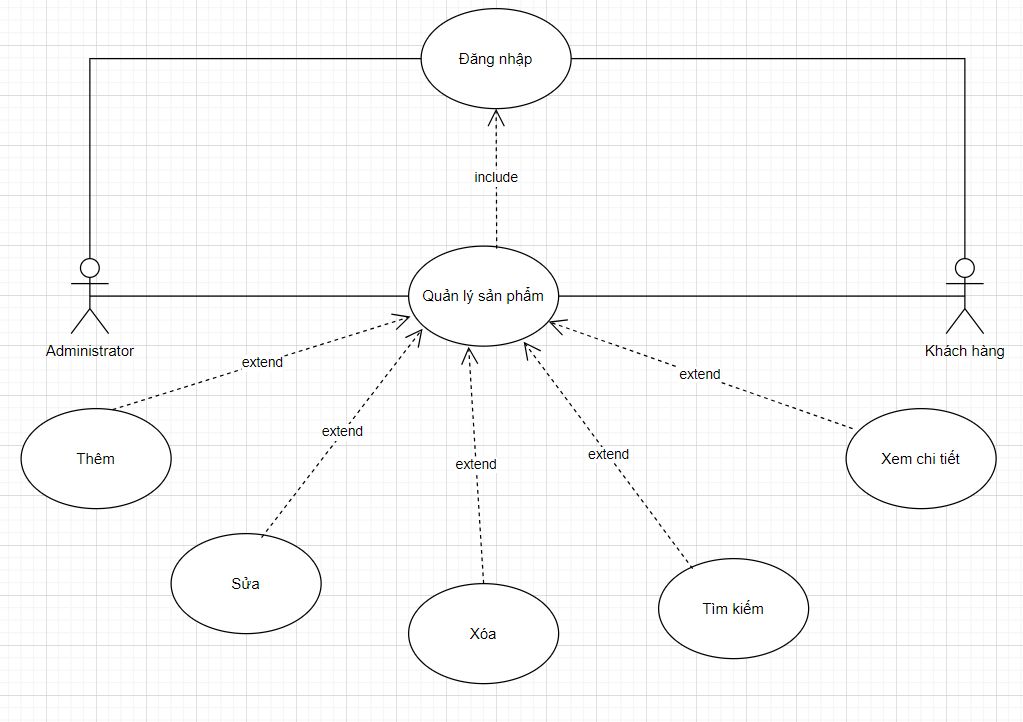 Đăng nhập
include
Quản lý sản phẩm
Administrator
Khách hàng
extend
extend
extend
extend
extend
Thêm
Sửa
Xóa
Tìm kiếm
Xem chi tiết